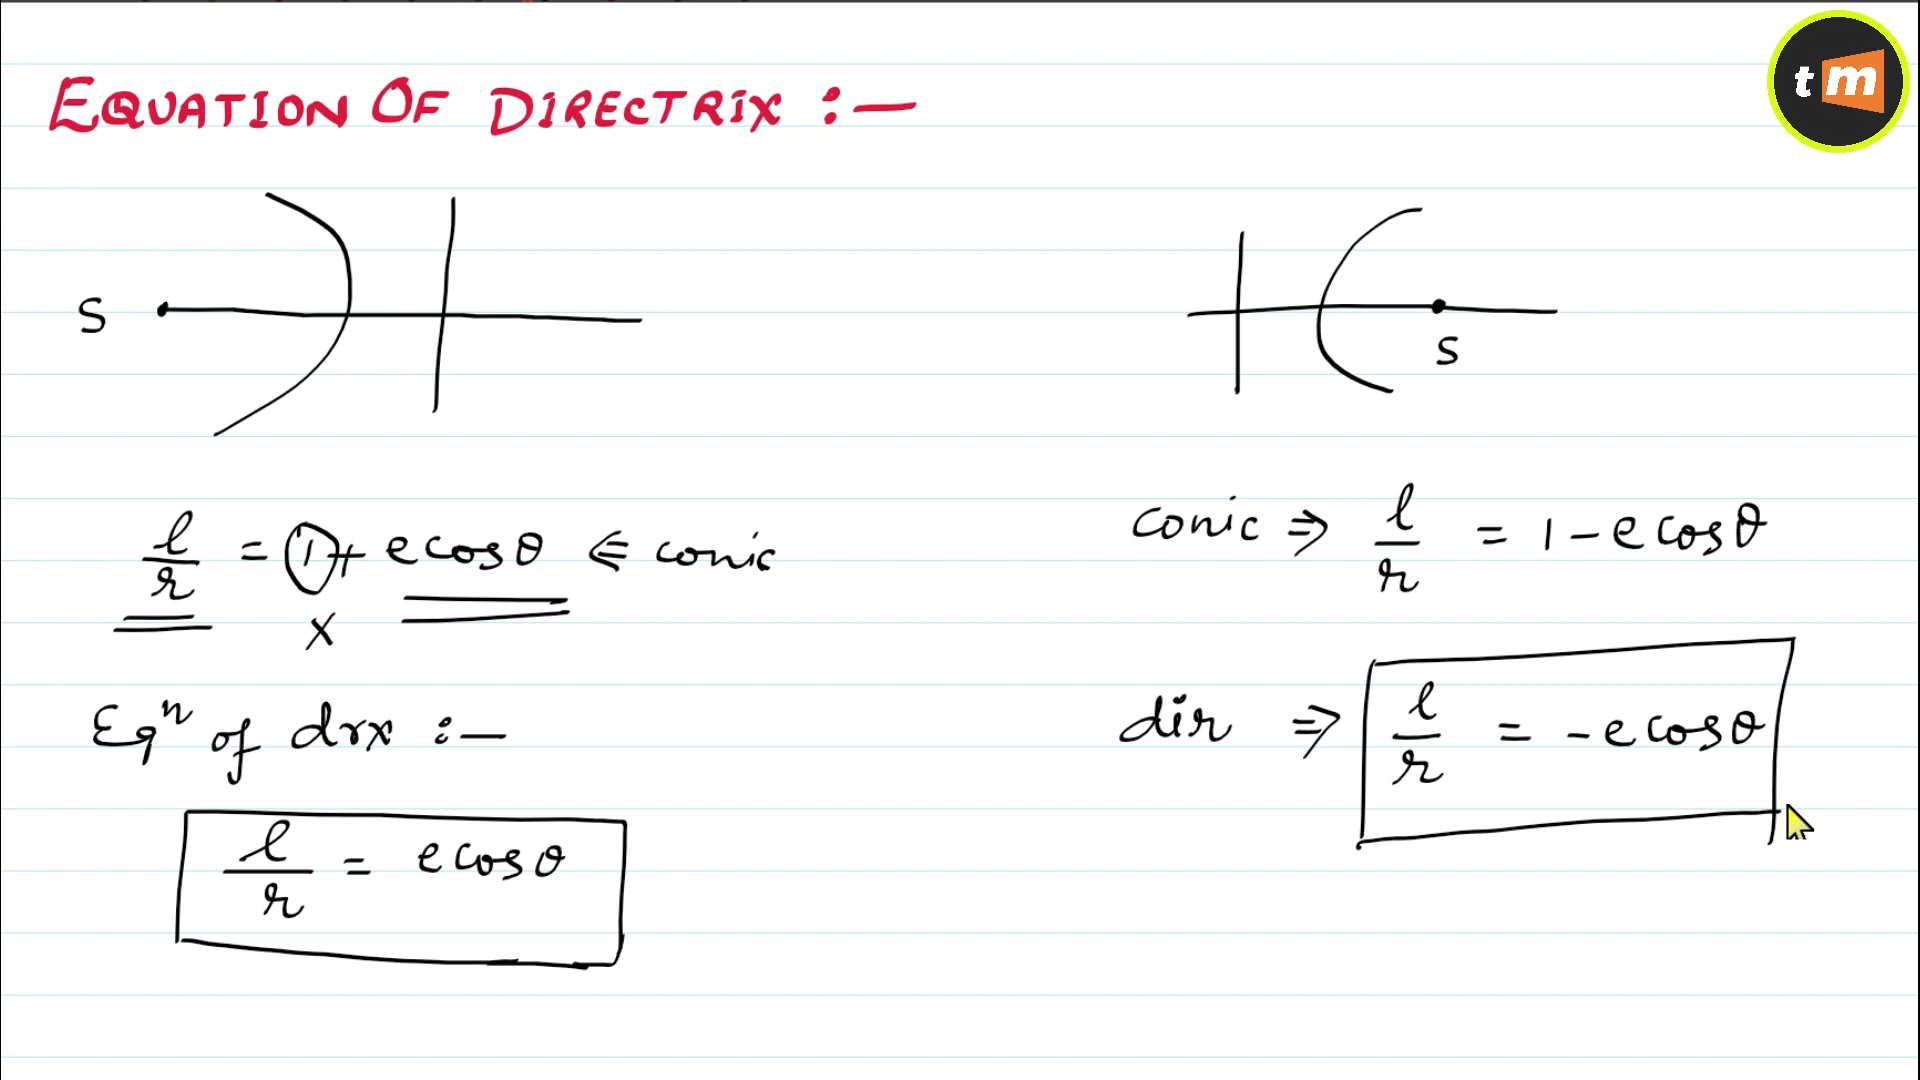 EQUATION OF DIRECTRIX :—
tm
S
S
l/r = 1 + e cos θ ⇐ conic
x
Eqⁿ of drx :—
l/r = e cos θ
conic ⇒ l/r = 1 - e cos θ
dir ⇒ l/r = - e cos θ